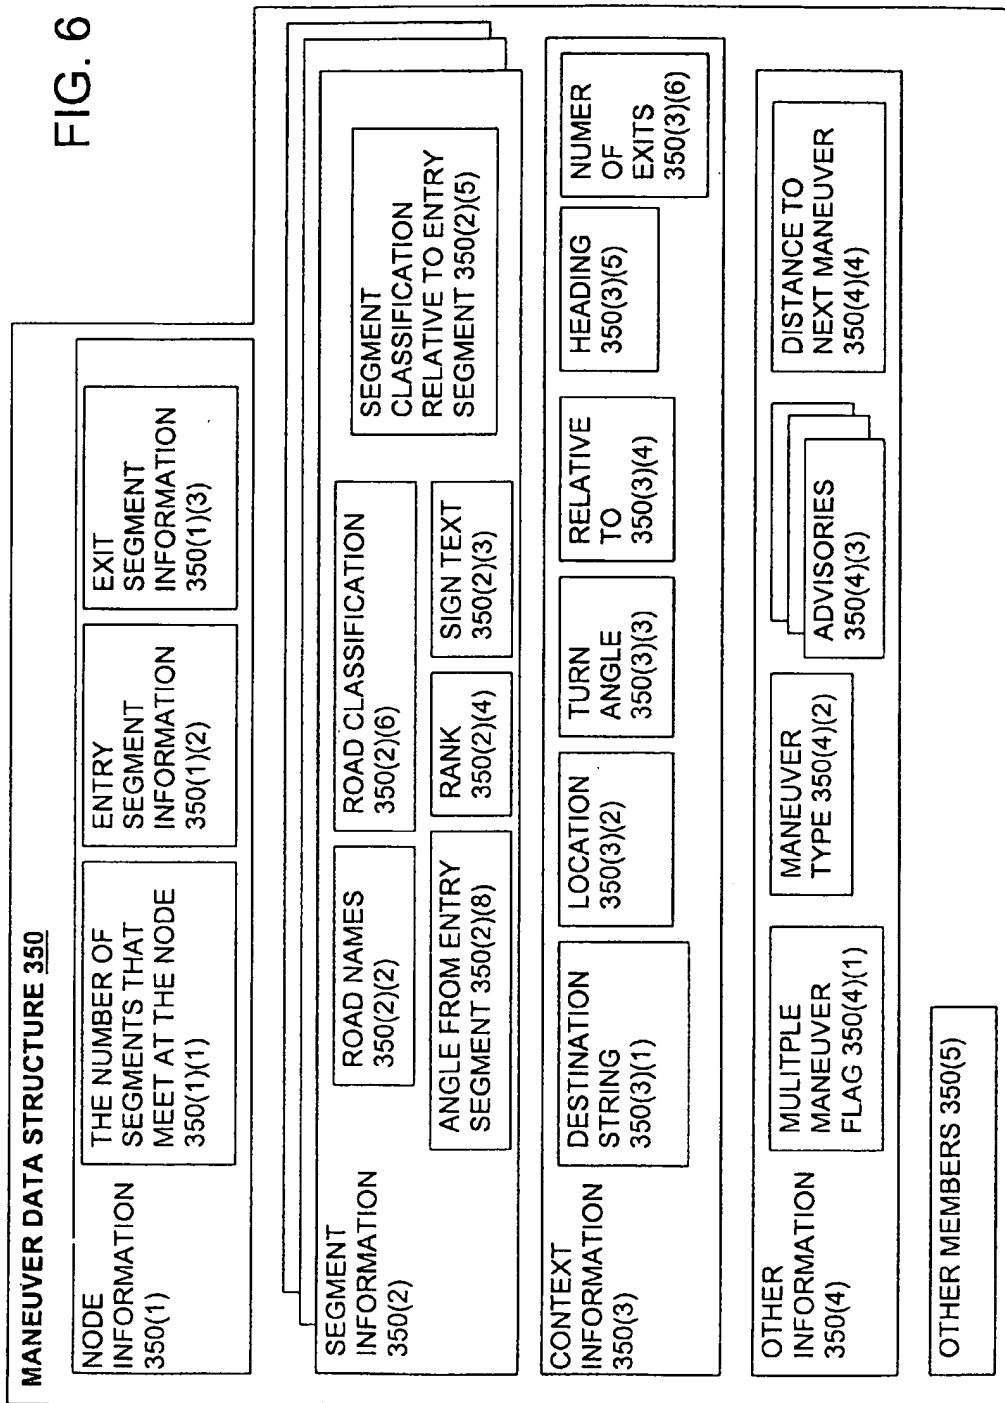 FIG. 6
MANEUVER DATA STRUCTURE 350
NODE
INFORMATION
350(1)
THE NUMBER OF
SEGMENTS THAT
MEET AT THE NODE
350(1)(1)
ENTRY
SEGMENT
INFORMATION
350(1)(2)
EXIT
SEGMENT
INFORMATION
350(1)(3)
SEGMENT
INFORMATION
350(2)
ROAD NAMES
350(2)(2)
ROAD CLASSIFICATION
350(2)(6)
ANGLE FROM ENTRY
SEGMENT 350(2)(8)
RANK
350(2)(4)
SIGN TEXT
350(2)(3)
SEGMENT
CLASSIFICATION
RELATIVE TO ENTRY
SEGMENT 350(2)(5)
CONTEXT
INFORMATION
350(3)
DESTINATION
STRING
350(3)(1)
LOCATION
350(3)(2)
TURN
ANGLE
350(3)(3)
RELATIVE
TO
350(3)(4)
HEADING
350(3)(5)
NUMER
OF
EXITS
350(3)(6)
OTHER
INFORMATION
350(4)
MULITPLE
MANEUVER
FLAG 350(4)(1)
MANEUVER
TYPE 350(4)(2)
ADVISORIES
350(4)(3)
DISTANCE TO
NEXT MANEUVER
350(4)(4)
OTHER MEMBERS 350(5)